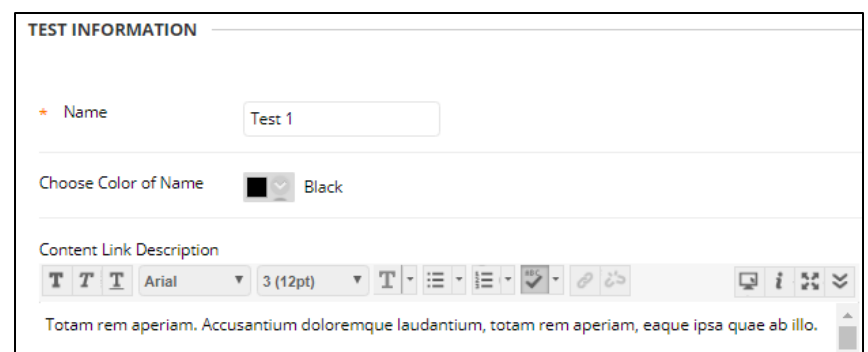 TEST INFORMATION
* Name
Test 1
Choose Color of Name
Black
Content Link Description
T T T Arial 3 (12pt) T ABC i
Totam rem aperiam. Accusantium doloremque laudantium, totam rem aperiam, eaque ipsa quae ab illo.